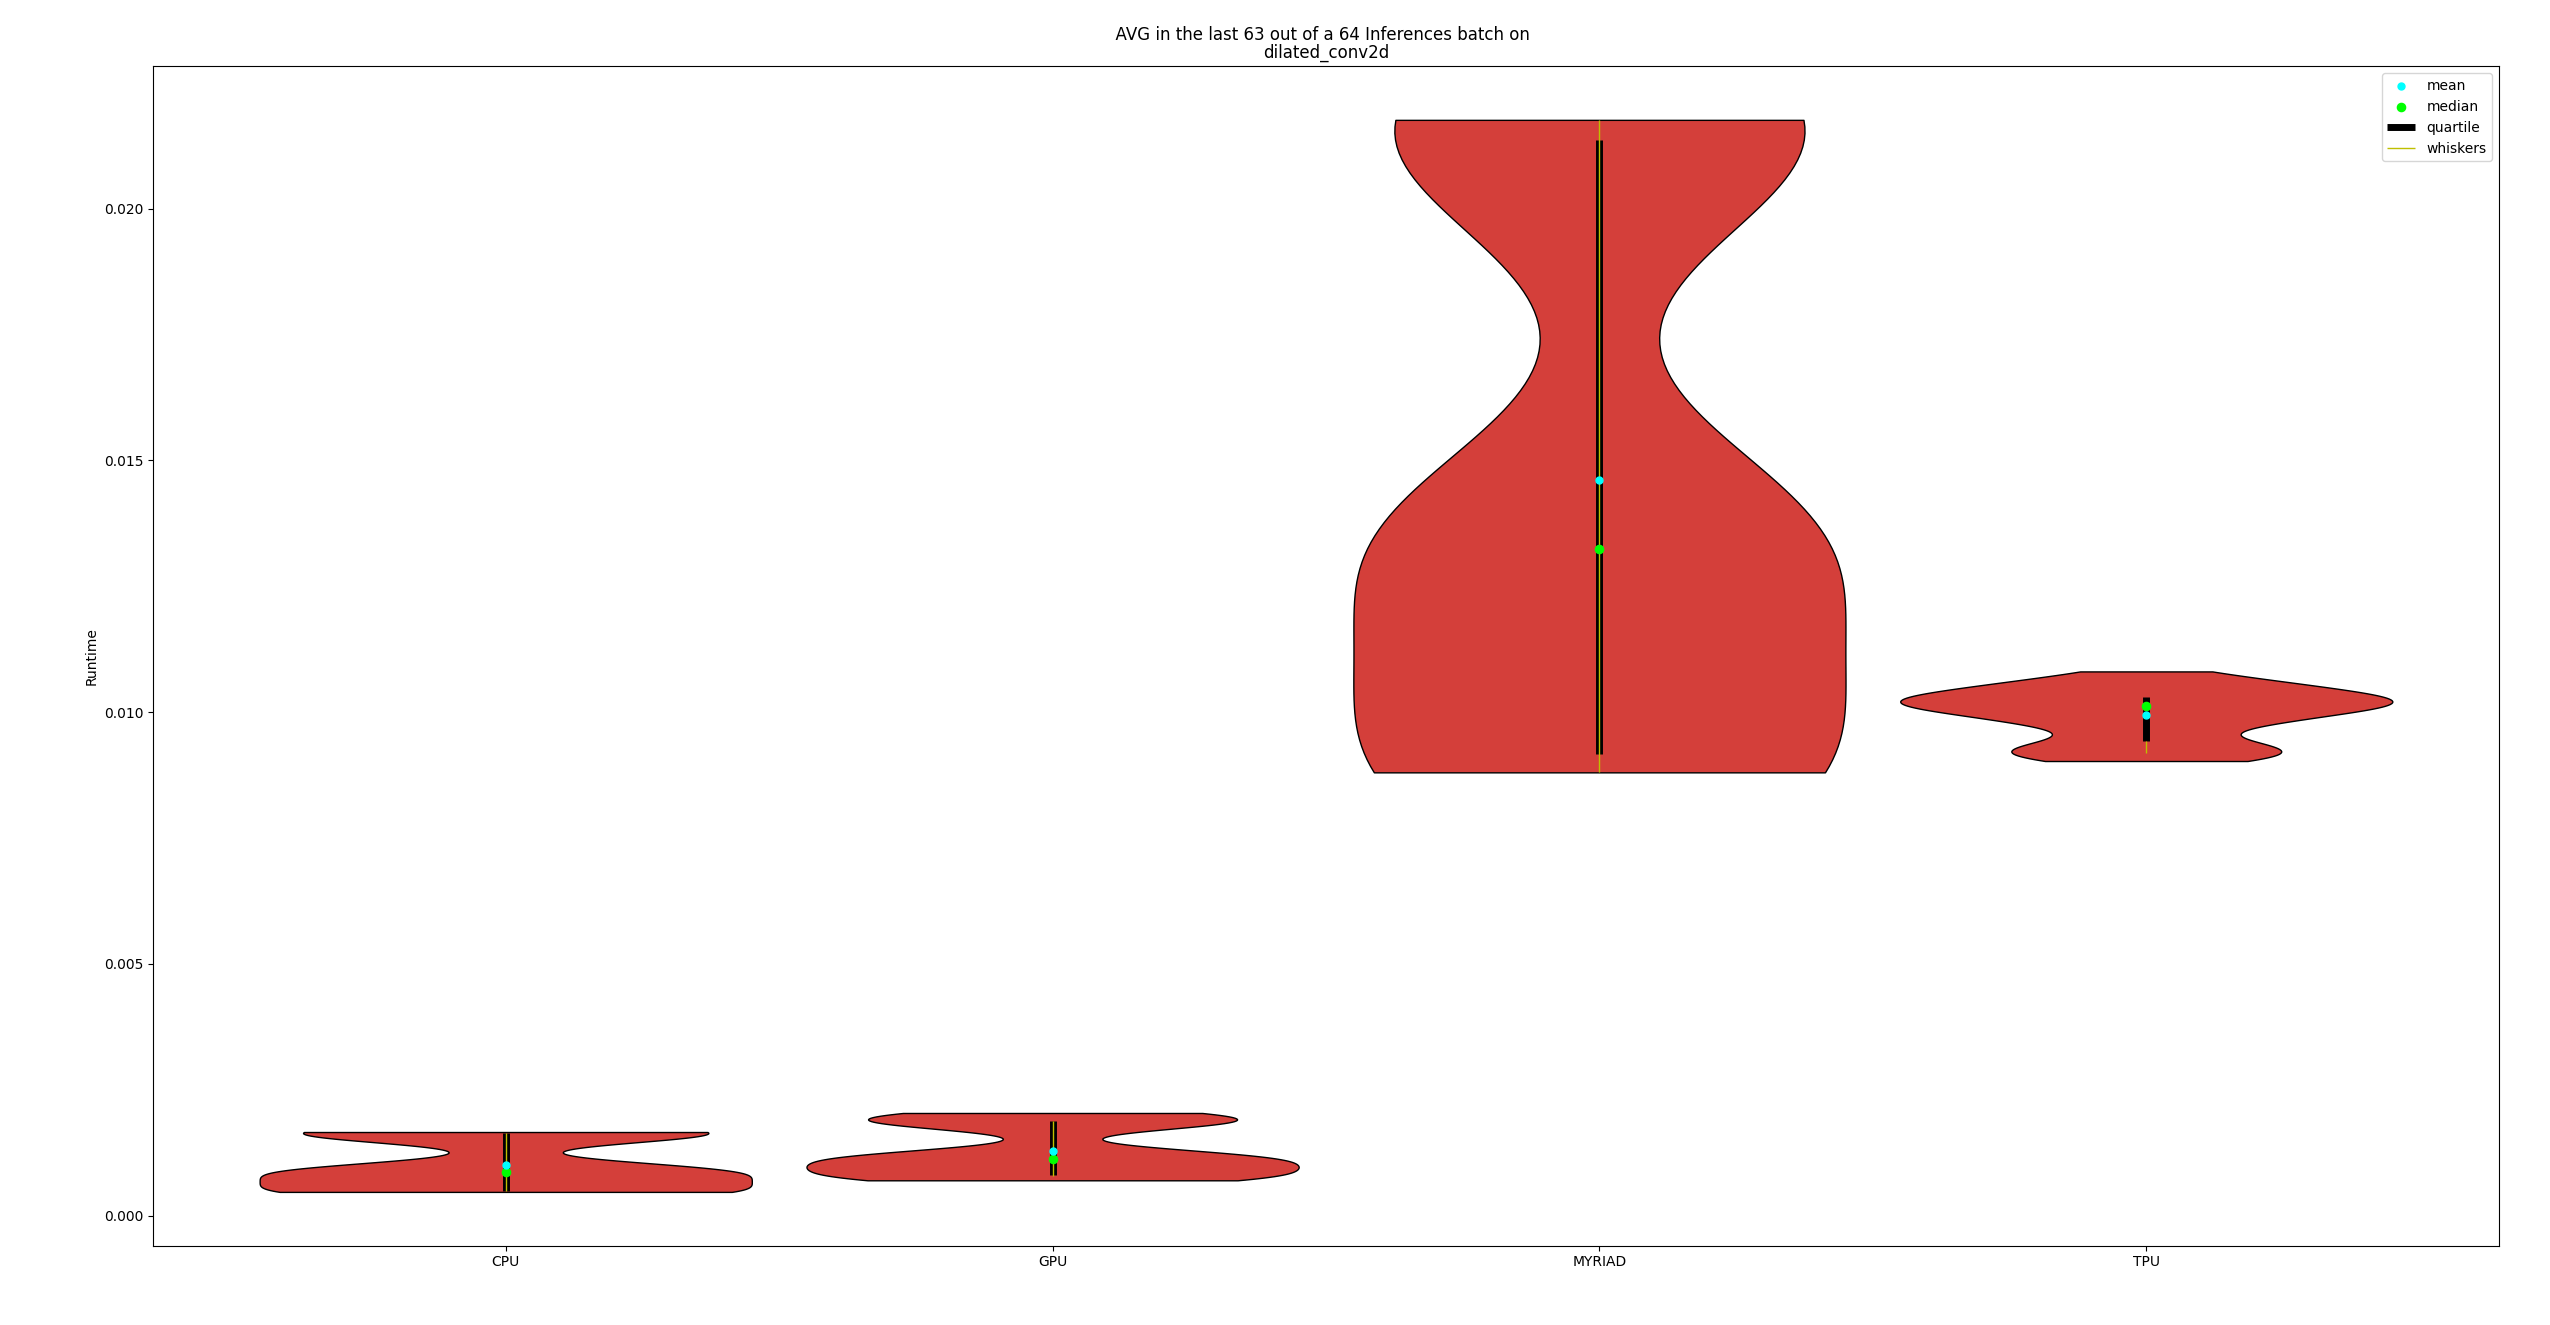 AVG in the last 63 out of a 64 Inferences batch on
dilated_conv2d
mean
median
quartile
whiskers
0.020
0.015
0.010
0.005
0.000
Runtime
CPU
GPU
MYRIAD
TPU